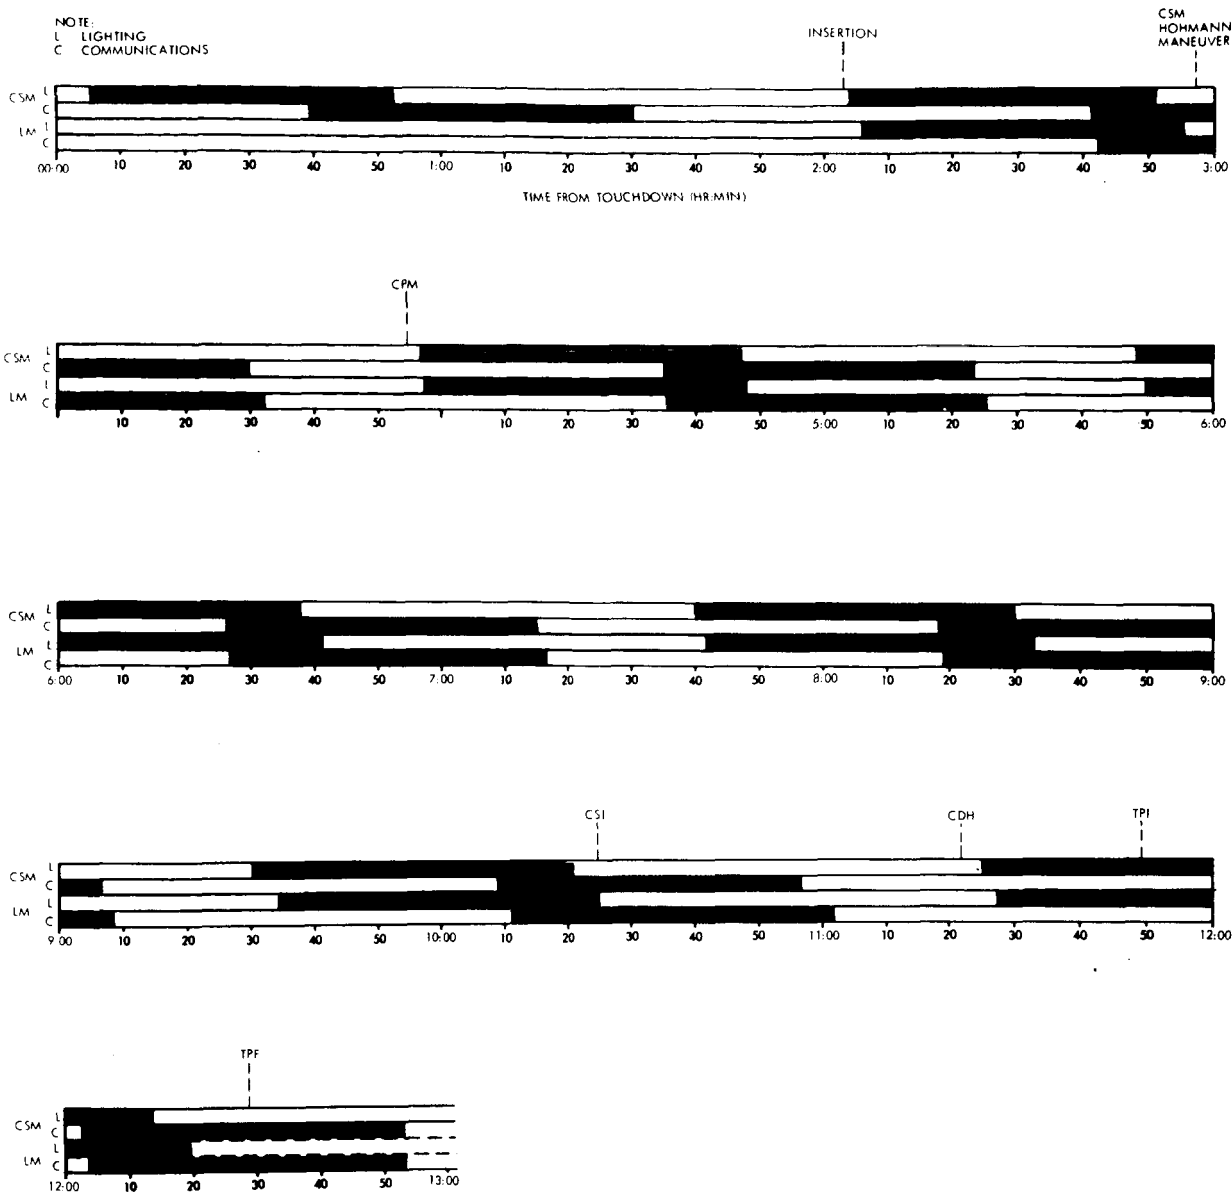 NOTE:
L LIGHTING
C COMMUNICATIONS
INSERTION
CSM
HOHMANN
MANEUVER
CSM L
C
LM L
C
00:00 10 20 30 40 50 1:00 10 20 30 40 50 2:00 10 20 30 40 50 3:00
TIME FROM TOUCHDOWN (HR:MIN)
CPM
CSM L
C
LM L
C
10 20 30 40 50 10 20 30 40 50 5:00 10 20 30 40 50 6:00
CSM L
C
LM L
C
6:00 10 20 30 40 50 7:00 10 20 30 40 50 8:00 10 20 30 40 50 9:00
CSI CDH TPI
CSM L
C
LM L
C
9:00 10 20 30 40 50 10:00 10 20 30 40 50 11:00 10 20 30 40 50 12:00
TPF
CSM L
C
LM L
C
12:00 10 20 30 40 50 13:00